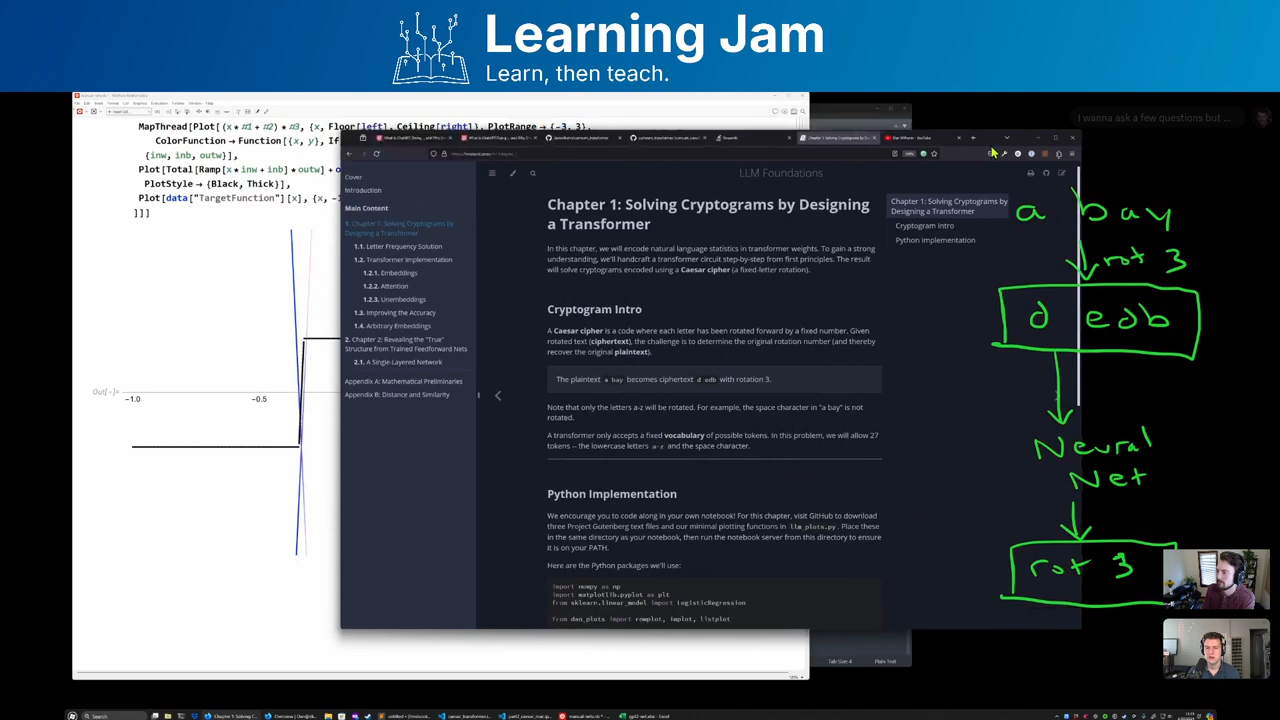 Learning Jam
Learn, then teach.
I wanna ask a few questions but ...
MapThread[Plot[(x*#1 + #2)*#3, {x, Floor[left], Ceiling[right]}, PlotRange → {-3, 3},
ColorFunction → Function[{x, y}, If
{inw, inb, outw}],
Plot[Total[Ramp[x*inw + inb]*outw] +
PlotStyle → {Black, Thick}],
Plot[data["TargetFunction"][x], {x, -1
]]]
Out[•]=
-1.0
-0.5
Cover
Introduction
Main Content
1. Chapter 1: Solving Cryptograms by
Designing a Transformer
1.1. Letter Frequency Solution
1.2. Transformer Implementation
1.2.1. Embeddings
1.2.2. Attention
1.2.3. Unembeddings
1.3. Improving the Accuracy
1.4. Arbitrary Embeddings
2. Chapter 2: Revealing the "True"
Structure from Trained Feedforward Nets
2.1. A Single-Layered Network
Appendix A: Mathematical Preliminaries
Appendix B: Distance and Similarity
LLM Foundations
Chapter 1: Solving Cryptograms by Designing
a Transformer
In this chapter, we will encode natural language statistics in transformer weights. To gain a strong
understanding, we'll handcraft a transformer circuit step-by-step from first principles. The result
will solve cryptograms encoded using a Caesar cipher (a fixed-letter rotation).
Cryptogram Intro
A Caesar cipher is a code where each letter has been rotated forward by a fixed number. Given
rotated text (ciphertext), the challenge is to determine the original rotation number (and thereby
recover the original plaintext).
The plaintext a bay becomes ciphertext d edb with rotation 3.
Note that only the letters a-z will be rotated. For example, the space character in "a bay" is not
rotated.
A transformer only accepts a fixed vocabulary of possible tokens. In this problem, we will allow 27
tokens -- the lowercase letters a-z and the space character.
Python Implementation
We encourage you to code along in your own notebook! For this chapter, visit GitHub to download
three Project Gutenberg text files and our minimal plotting functions in llm_plots.py. Place these
in the same directory as your notebook, then run the notebook server from this directory to ensure
it is on your PATH.
Here are the Python packages we'll use:
import numpy as np
import matplotlib.pyplot as plt
from sklearn.linear_model import LogisticRegression
from dan_plots import rowplot, implot, listplot
Chapter 1: Solving Cryptograms by
Designing a Transformer
Cryptogram Intro
Python Implementation
a bay
rot 3
d edb
Neural
Net
rot 3
Tab Size: 4
Plain Text
Search